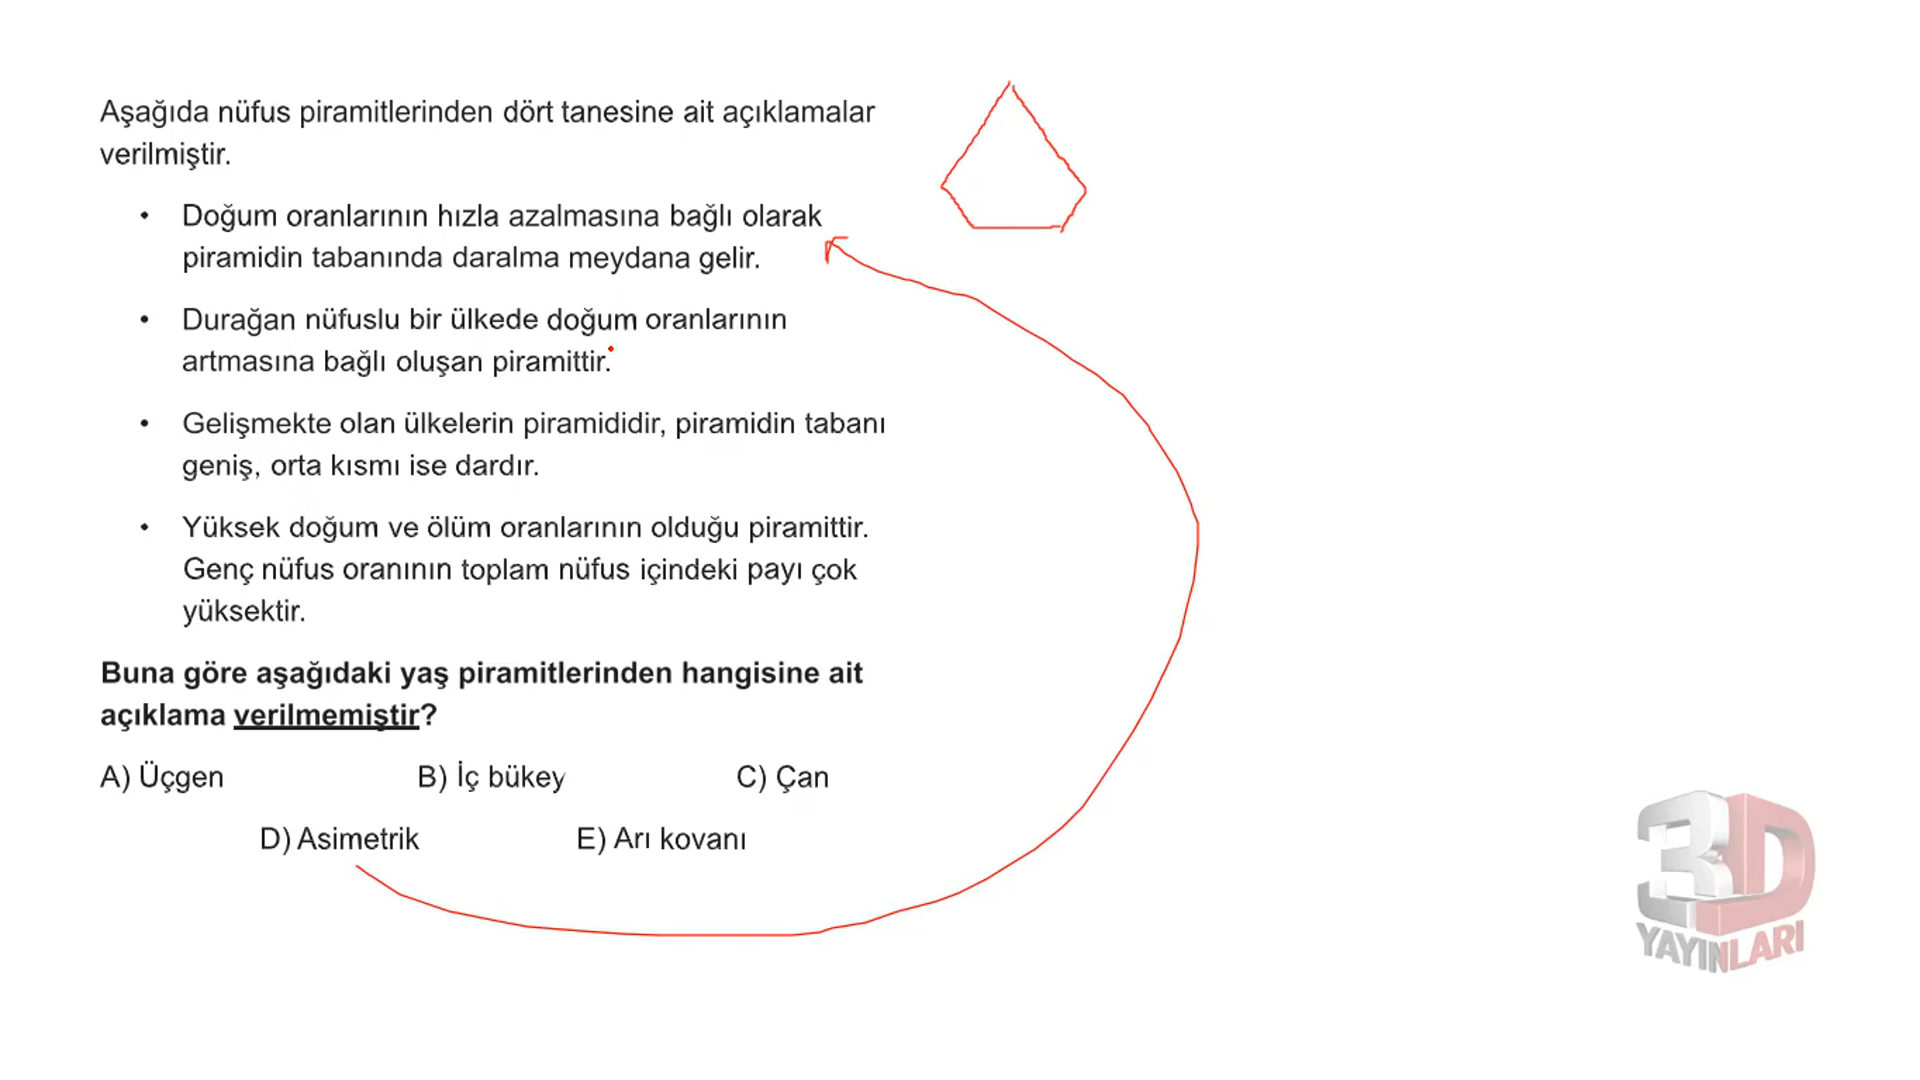 Aşağıda nüfus piramitlerinden dört tanesine ait açıklamalar
verilmiştir.
• Doğum oranlarının hızla azalmasına bağlı olarak
piramidin tabanında daralma meydana gelir.
• Durağan nüfuslu bir ülkede doğum oranlarının
artmasına bağlı oluşan piramittir.
• Gelişmekte olan ülkelerin piramididir, piramidin tabanı
geniş, orta kısmı ise dardır.
• Yüksek doğum ve ölüm oranlarının olduğu piramittir.
Genç nüfus oranının toplam nüfus içindeki payı çok
yüksektir.
Buna göre aşağıdaki yaş piramitlerinden hangisine ait
açıklama verilmemiştir?
A) Üçgen B) İç bükey C) Çan
D) Asimetrik E) Arı kovanı
3D
YAYINLARI